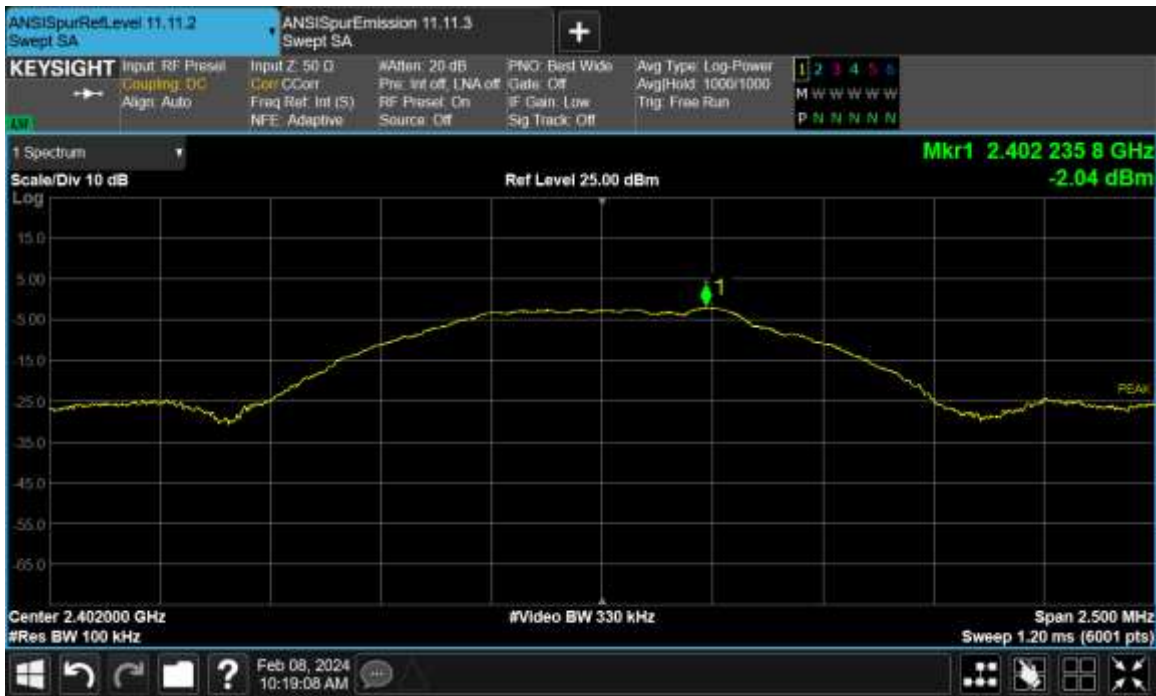 ANSISpurRefLevel 11.11.2
Swept SA
ANSISpurEmission 11.11.3
Swept SA
KEYSIGHT
Input: RF Presel
Coupling: DC
Align: Auto
Input Z: 50 Ω
Corr CCorr
Freq Ref: Int (S)
NFE: Adaptive
#Atten: 20 dB
Pre: Int off, LNA off
RF Presel: On
Source: Off
PNO: Best Wide
Gate: Off
IF Gain: Low
Sig Track: Off
Avg Type: Log-Power
Avg|Hold: 1000/1000
Trig: Free Run
1 2 3 4 5 6
M W W W W W
P N N N N N
1 Spectrum
Scale/Div 10 dB
Ref Level 25.00 dBm
Mkr1 2.402 235 8 GHz
-2.04 dBm
Log
15.0
5.00
-5.00
-15.0
-25.0
-35.0
-45.0
-55.0
-65.0
1
PEAK
Center 2.402000 GHz
#Res BW 100 kHz
#Video BW 330 kHz
Span 2.500 MHz
Sweep 1.20 ms (6001 pts)
?
Feb 08, 2024
10:19:08 AM